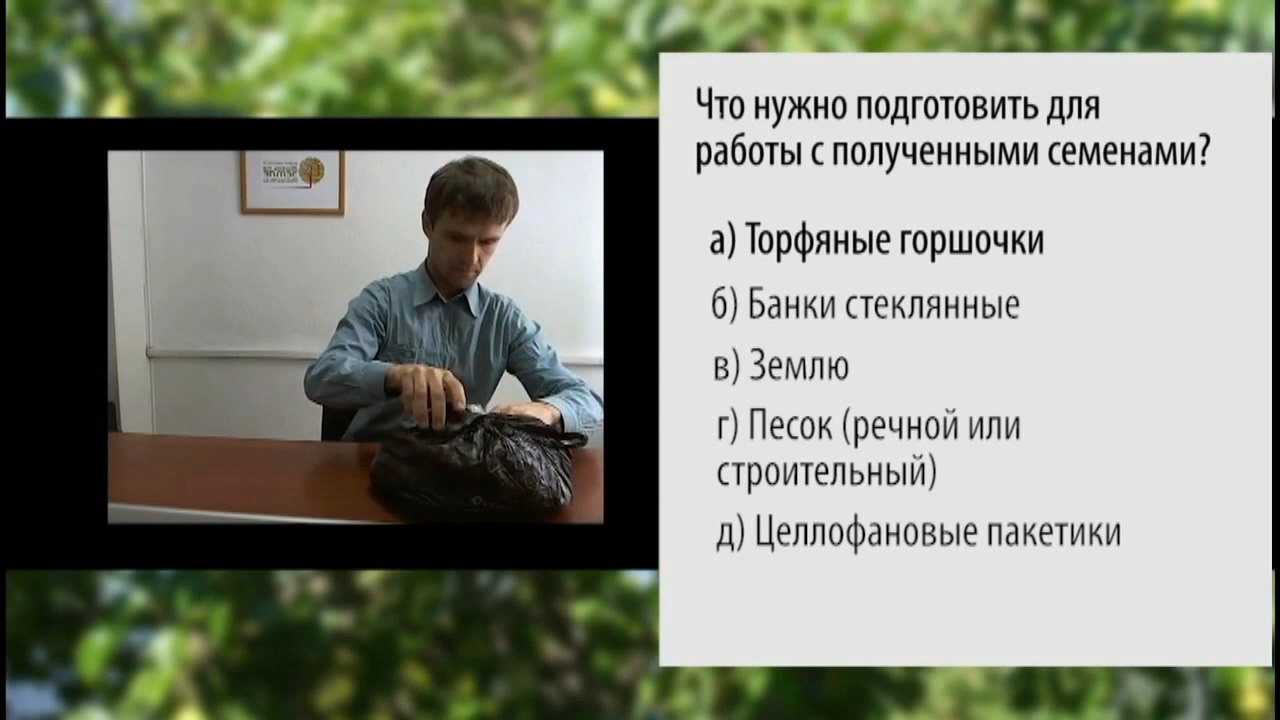 Что нужно подготовить для
работы с полученными семенами?
а) Торфяные горшочки
б) Банки стеклянные
в) Землю
г) Песок (речной или
строительный)
д) Целлофановые пакетики